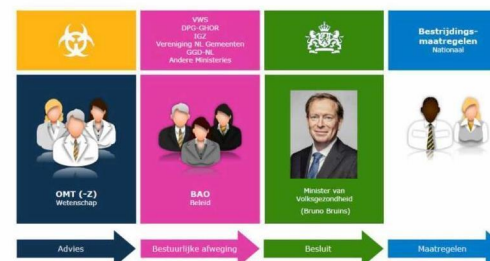 VWS
DPG-GHOR
IGZ
Vereniging NL Gemeenten
GGD-NL
Andere Ministeries
Bestrijdings-
maatregelen
Nationaal
OMT (-Z)
Wetenschap
BAO
Beleid
Minister van
Volksgezondheid
(Bruno Bruins)
Advies
Bestuurlijke afweging
Besluit
Maatregelen